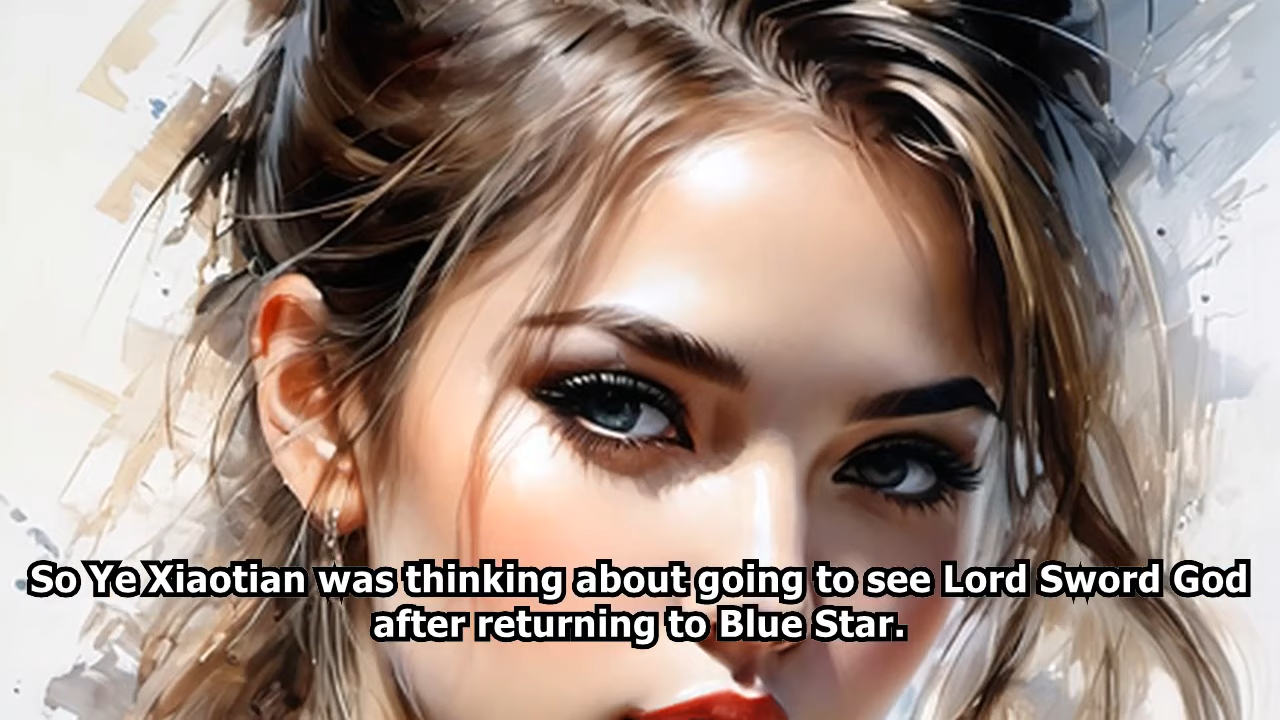 So Ye Xiaotian was thinking about going to see Lord Sword God
after returning to Blue Star.